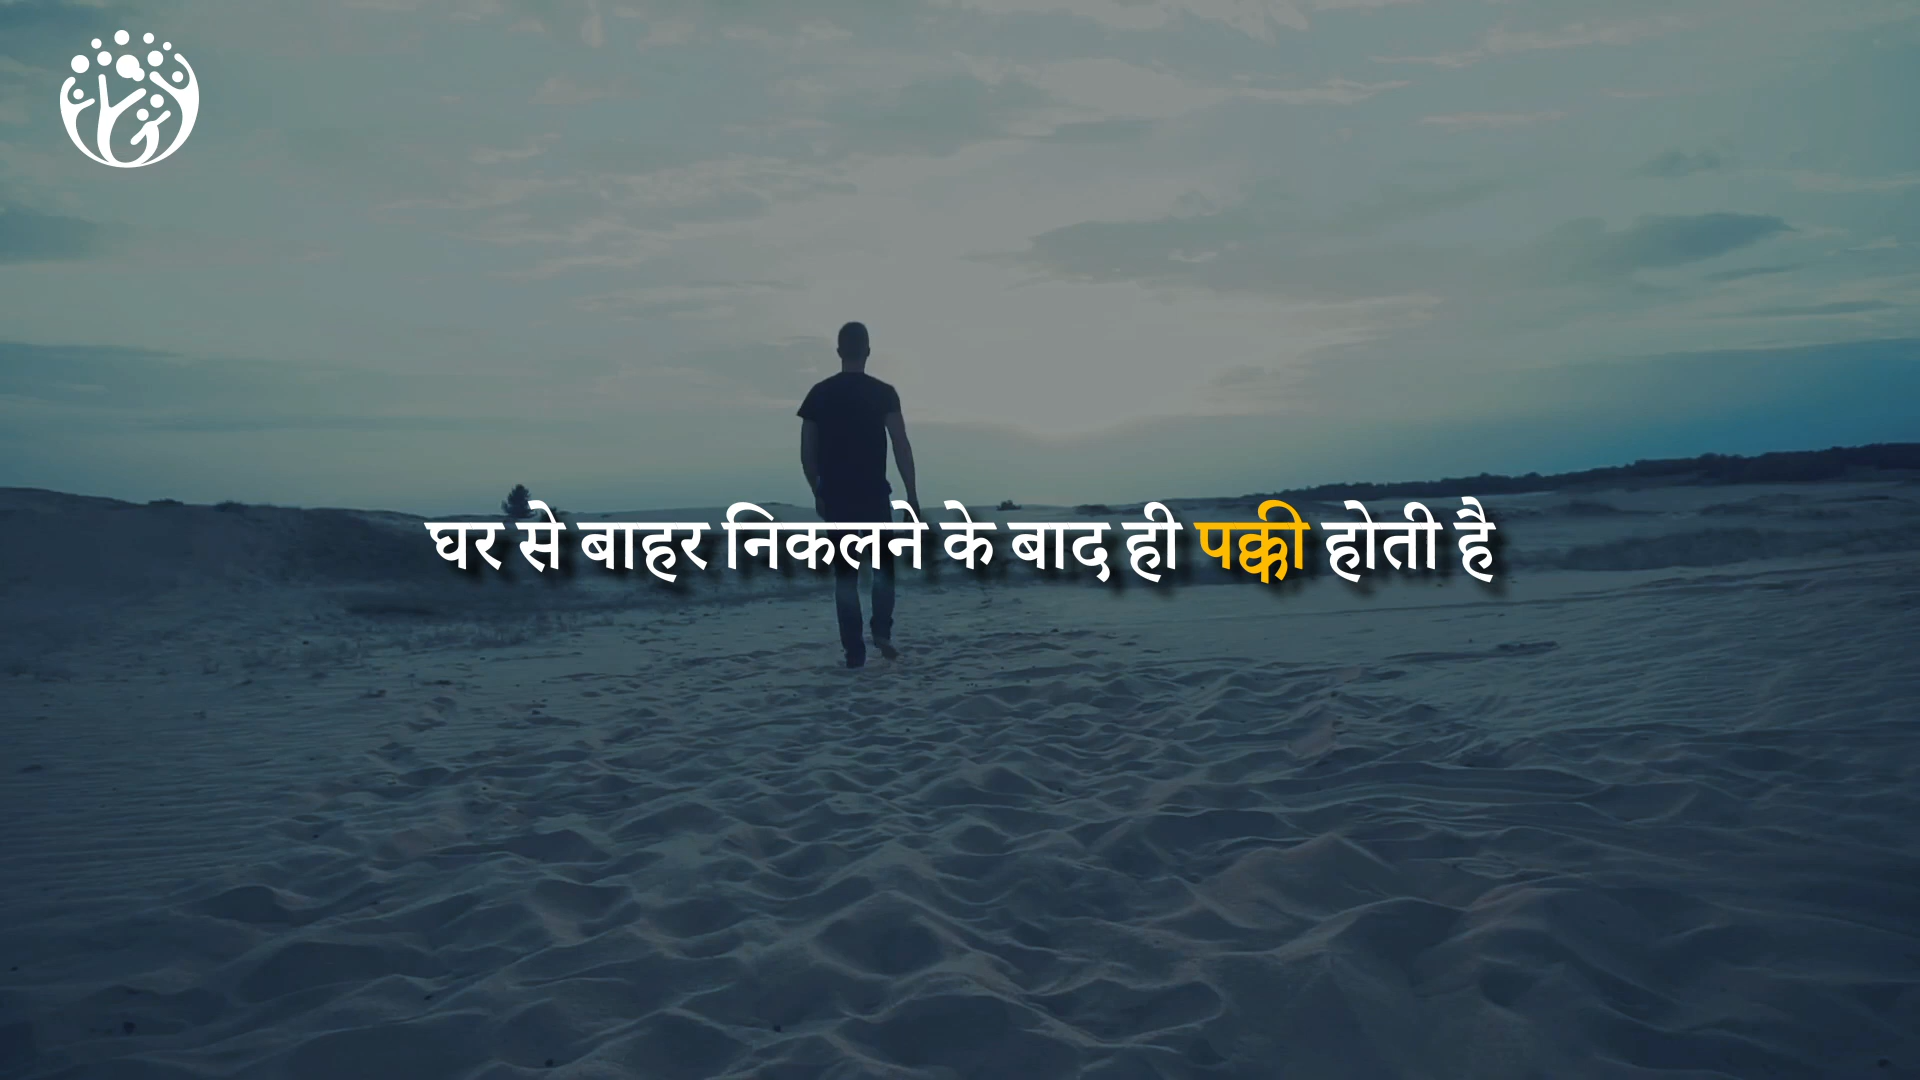 घर से बाहर निकलने के बाद ही पक्की होती है